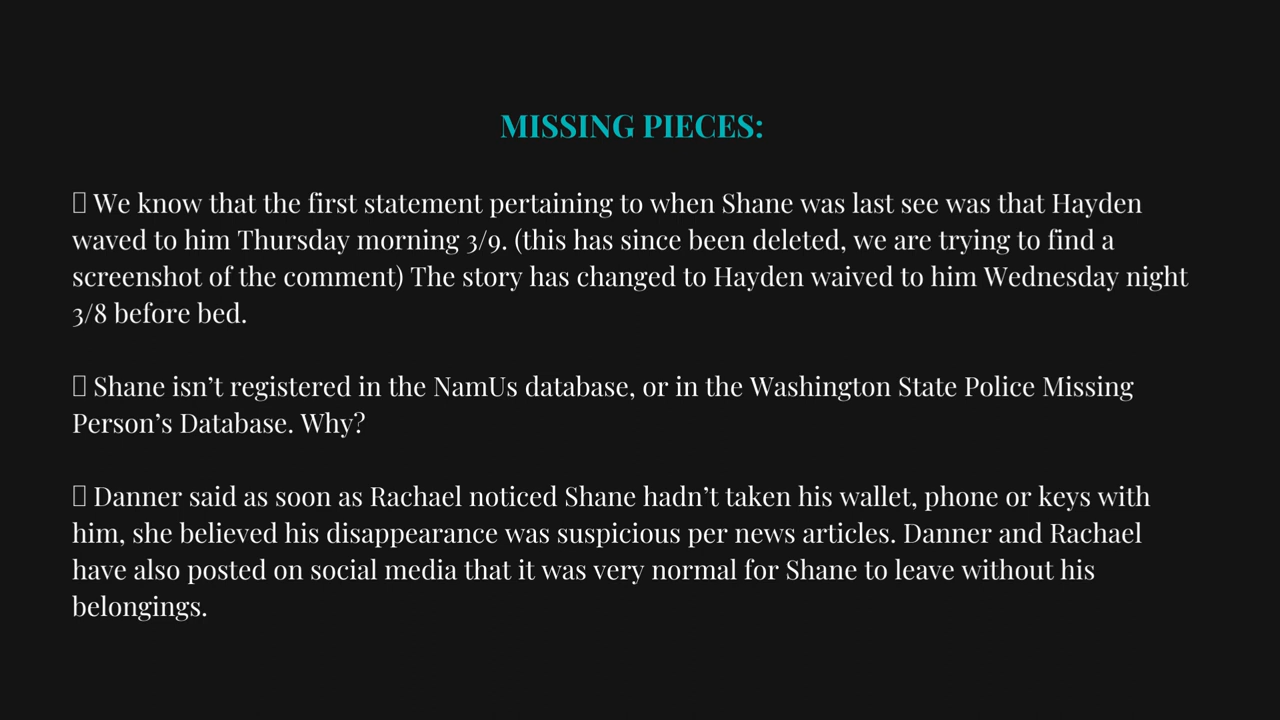 MISSING PIECES:
▯ We know that the first statement pertaining to when Shane was last see was that Hayden
waved to him Thursday morning 3/9. (this has since been deleted, we are trying to find a
screenshot of the comment) The story has changed to Hayden waived to him Wednesday night
3/8 before bed.
▯ Shane isn’t registered in the NamUs database, or in the Washington State Police Missing
Person’s Database. Why?
▯ Danner said as soon as Rachael noticed Shane hadn’t taken his wallet, phone or keys with
him, she believed his disappearance was suspicious per news articles. Danner and Rachael
have also posted on social media that it was very normal for Shane to leave without his
belongings.